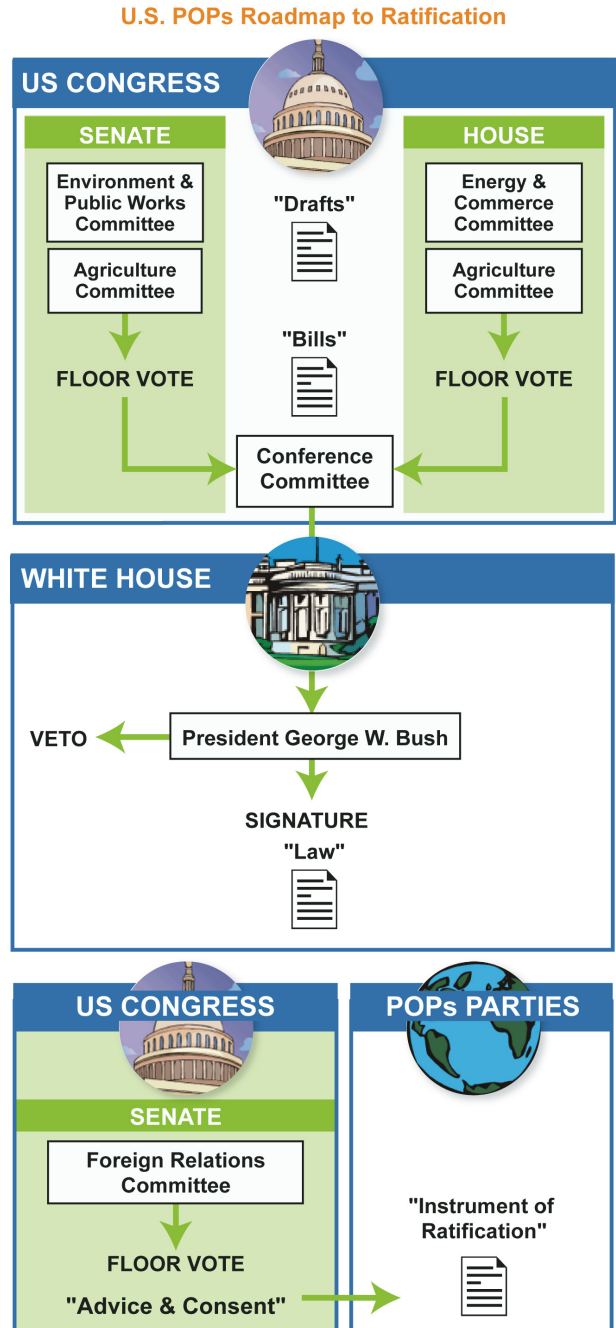 U.S. POPs Roadmap to Ratification
US CONGRESS
SENATE
Environment &
Public Works
Committee
Agriculture
Committee
FLOOR VOTE
"Drafts"
"Bills"
HOUSE
Energy &
Commerce
Committee
Agriculture
Committee
FLOOR VOTE
Conference
Committee
WHITE HOUSE
VETO
President George W. Bush
SIGNATURE
"Law"
US CONGRESS
SENATE
Foreign Relations
Committee
FLOOR VOTE
"Advice & Consent"
POPs PARTIES
"Instrument of
Ratification"